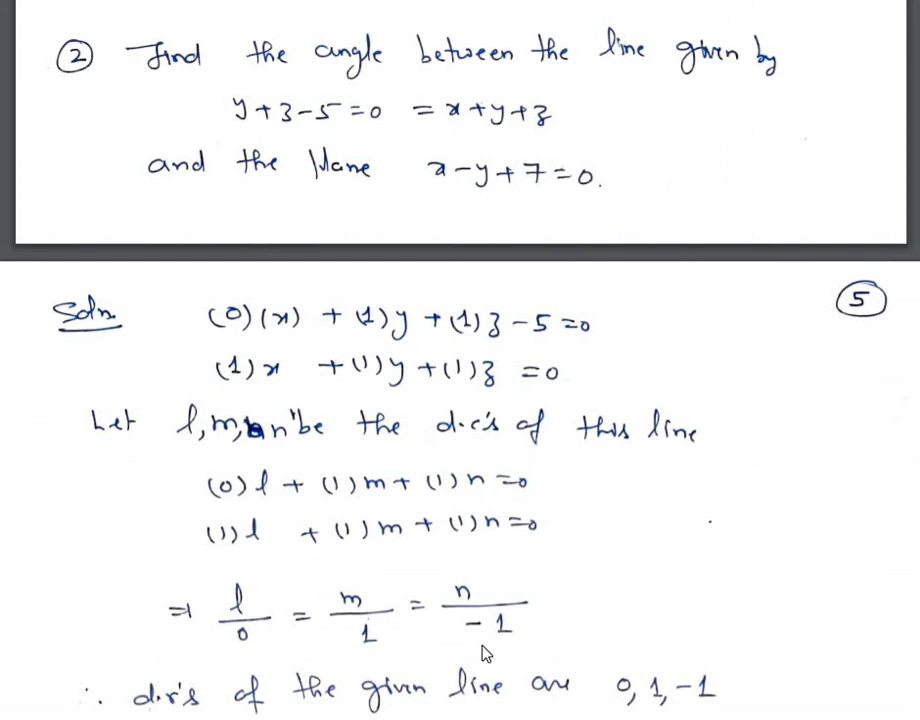 ② Find the angle between the line given by
y+z-5=0 = x+y+z
and the plane x-y+7=0.
5
Soln
(0)(x) + (1)y + (1)z -5 =0
(1)x + (1)y + (1)z =0
Let l, m, n be the d.c's of this line
(0)l + (1)m + (1)n =0
(1)l + (1)m + (1)n =0
⇒ l/0 = m/1 = n/-1
∴ d.r's of the given line are 0, 1, -1